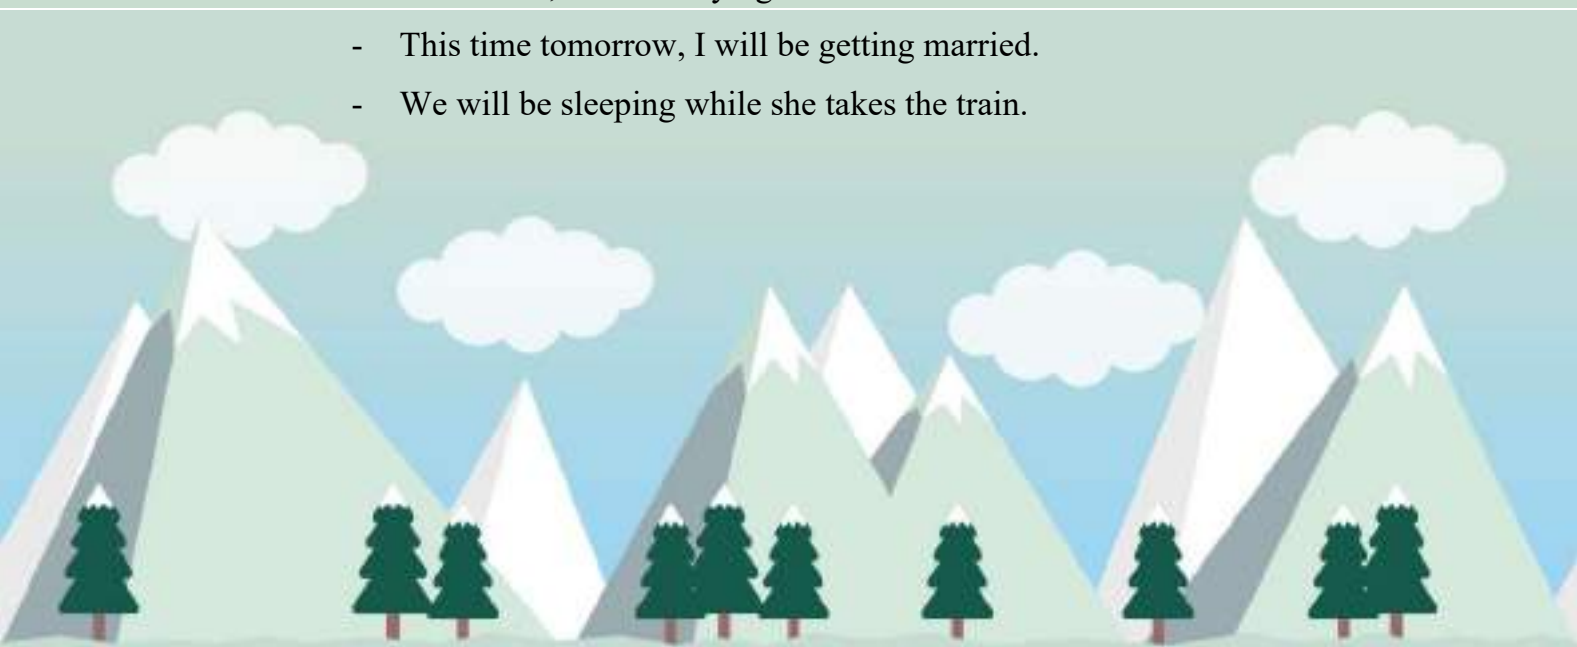 - This time tomorrow, I will be getting married.
- We will be sleeping while she takes the train.